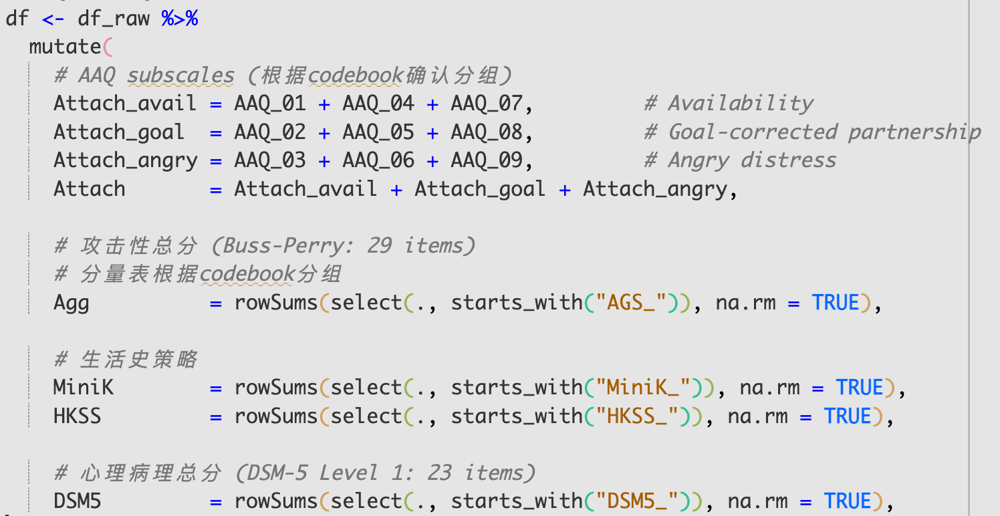 df <- df_raw %>%
  mutate(
    # AAQ subscales (根据codebook确认分组)
    Attach_avail = AAQ_01 + AAQ_04 + AAQ_07,         # Availability
    Attach_goal  = AAQ_02 + AAQ_05 + AAQ_08,         # Goal-corrected partnership
    Attach_angry = AAQ_03 + AAQ_06 + AAQ_09,         # Angry distress
    Attach       = Attach_avail + Attach_goal + Attach_angry,

    # 攻击性总分 (Buss-Perry: 29 items)
    # 分量表根据codebook分组
    Agg          = rowSums(select(., starts_with("AGS_")), na.rm = TRUE),

    # 生活史策略
    MiniK        = rowSums(select(., starts_with("MiniK_")), na.rm = TRUE),
    HKSS         = rowSums(select(., starts_with("HKSS_")), na.rm = TRUE),

    # 心理病理总分 (DSM-5 Level 1: 23 items)
    DSM5         = rowSums(select(., starts_with("DSM5_")), na.rm = TRUE),